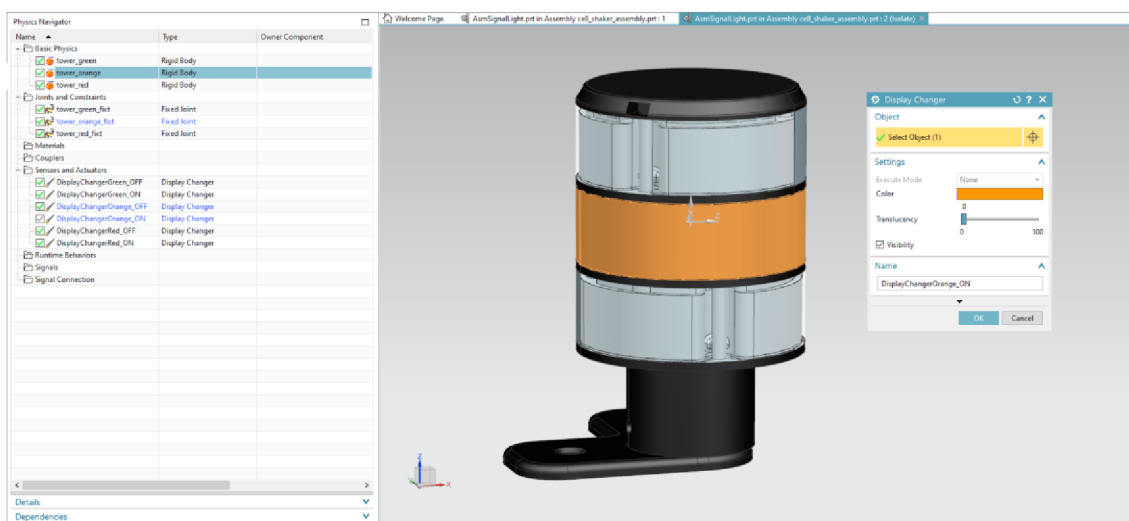 Physics Navigator
Name Type Owner Component
Basic Physics
tower_green Rigid Body
tower_orange Rigid Body
tower_red Rigid Body
Joints and Constraints
tower_green_fixt Fixed Joint
tower_orange_fixt Fixed Joint
tower_red_fixt Fixed Joint
Materials
Couplers
Sensors and Actuators
DisplayChangerGreen_OFF Display Changer
DisplayChangerGreen_ON Display Changer
DisplayChangerOrange_OFF Display Changer
DisplayChangerOrange_ON Display Changer
DisplayChangerRed_OFF Display Changer
DisplayChangerRed_ON Display Changer
Runtime Behaviors
Signals
Signal Connection
Details
Dependencies
Welcome Page AsmSignalLight.prt in Assembly cell_shaker_assembly.prt : 1 AsmSignalLight.prt in Assembly cell_shaker_assembly.prt : 2 (Isolate)
Z
X
Display Changer
Object
Select Object (1)
Settings
Execute Mode None
Color
0
Translucency
0 100
Visibility
Name
DisplayChangerOrange_ON
OK Cancel